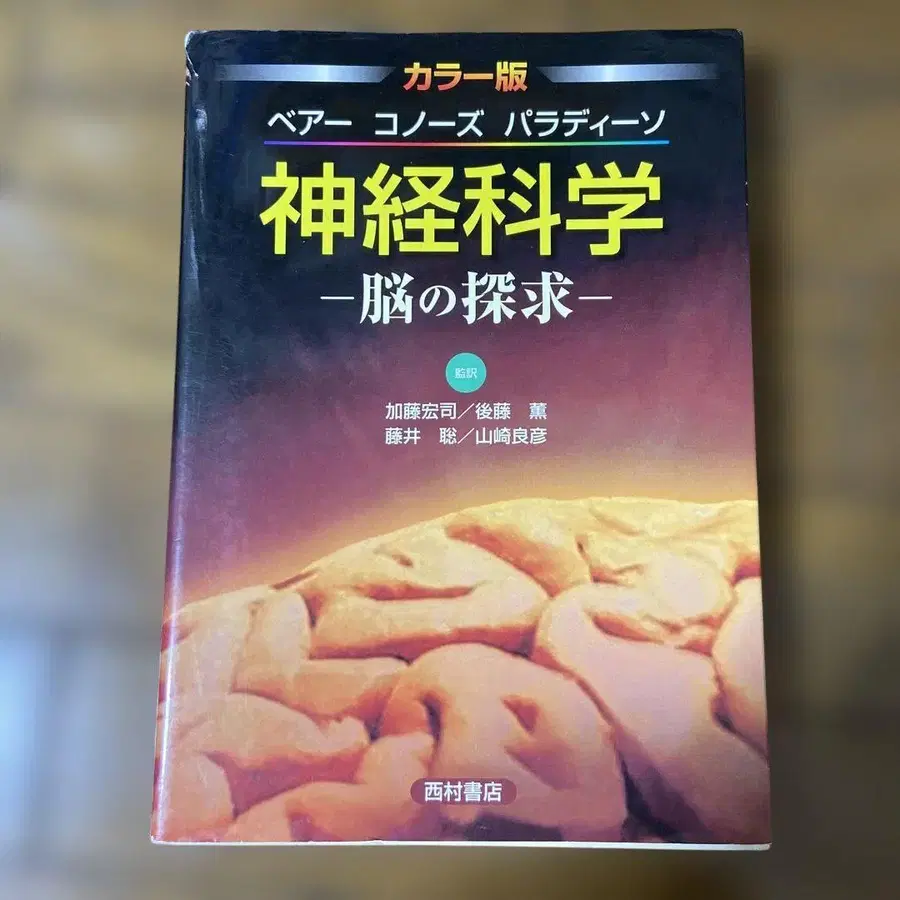 カラー版
ベアー コノーズ パラディーソ
神経科学
－脳の探求－
監訳
加藤宏司／後藤 薫
藤井 聡／山崎良彦
西村書店